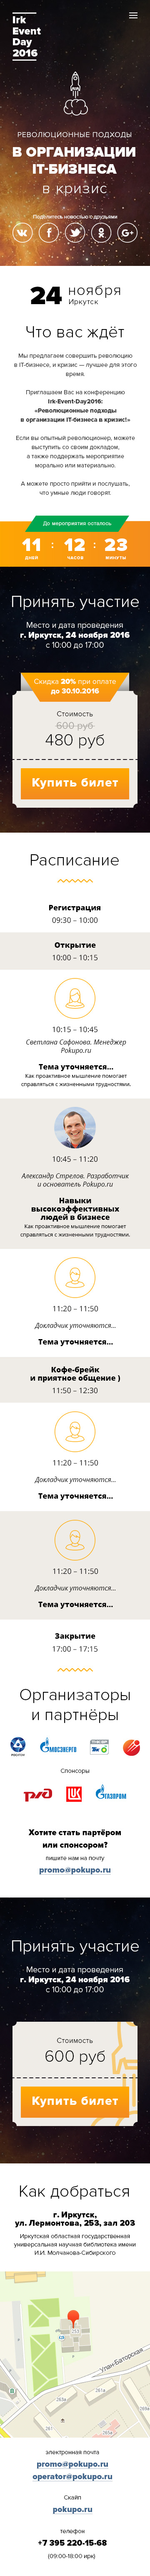 Irk
Event
Day
2016
РЕВОЛЮЦИОННЫЕ ПОДХОДЫ
В ОРГАНИЗАЦИИ
IT-БИЗНЕСА
в кризис
Поделитесь новостью с друзьями
24 ноября
Иркутск
Что вас ждёт
Мы предлагаем совершить революцию
в IT-бизнесе, и кризис — лучшее для этого
время.
Приглашаем Вас на конференцию
Irk-Event-Day2016:
«Революционные подходы
в организации IT-бизнеса в кризис!»
Если вы опытный революционер, можете
выступить со своим докладом,
а также поддержать мероприятие
морально или материально.
А можете просто прийти и послушать,
что умные люди говорят.
До мероприятия осталось
11 : 12 : 23
дней часов минуты
Принять участие
Место и дата проведения
г. Иркутск, 24 ноября 2016
с 10:00 до 17:00
Скидка 20% при оплате
до 30.10.2016
Стоимость
600 руб
480 руб
Купить билет
Расписание
Регистрация
09:30 – 10:00
Открытие
10:00 – 10:15
10:15 – 10:45
Светлана Сафонова. Менеджер
Pokupo.ru
Тема уточняется...
Как проактивное мышление помогает
справляться с жизненными трудностями.
10:45 – 11:20
Александр Стрелов. Разработчик
и основатель Pokupo.ru
Навыки
высокоэффективных
людей в бизнесе
Как проактивное мышление помогает
справляться с жизненными трудностями.
11:20 – 11:50
Докладчик уточняются...
Тема уточняется...
Кофе-брейк
и приятное общение )
11:50 – 12:30
11:20 – 11:50
Докладчик уточняются...
Тема уточняется...
11:20 – 11:50
Докладчик уточняются...
Тема уточняется...
Закрытие
17:00 – 17:15
Организаторы
и партнёры
РОСАТОМ
МОСЭНЕРГО
Спонсоры
ГАЗПРОМ
Хотите стать партёром
или спонсором?
пишите нам на почту
promo@pokupo.ru
Принять участие
Место и дата проведения
г. Иркутск, 24 ноября 2016
с 10:00 до 17:00
Стоимость
600 руб
Купить билет
Как добраться
г. Иркутск,
ул. Лермонтова, 253, зал 203
Иркутская областная государственная
универсальная научная библиотека имени
И.И. Молчанова-Сибирского
Улан-Баторская
электронная почта
promo@pokupo.ru
operator@pokupo.ru
Скайп
pokupo.ru
телефон
+7 395 220-15-68
(09:00-18:00 ирк)